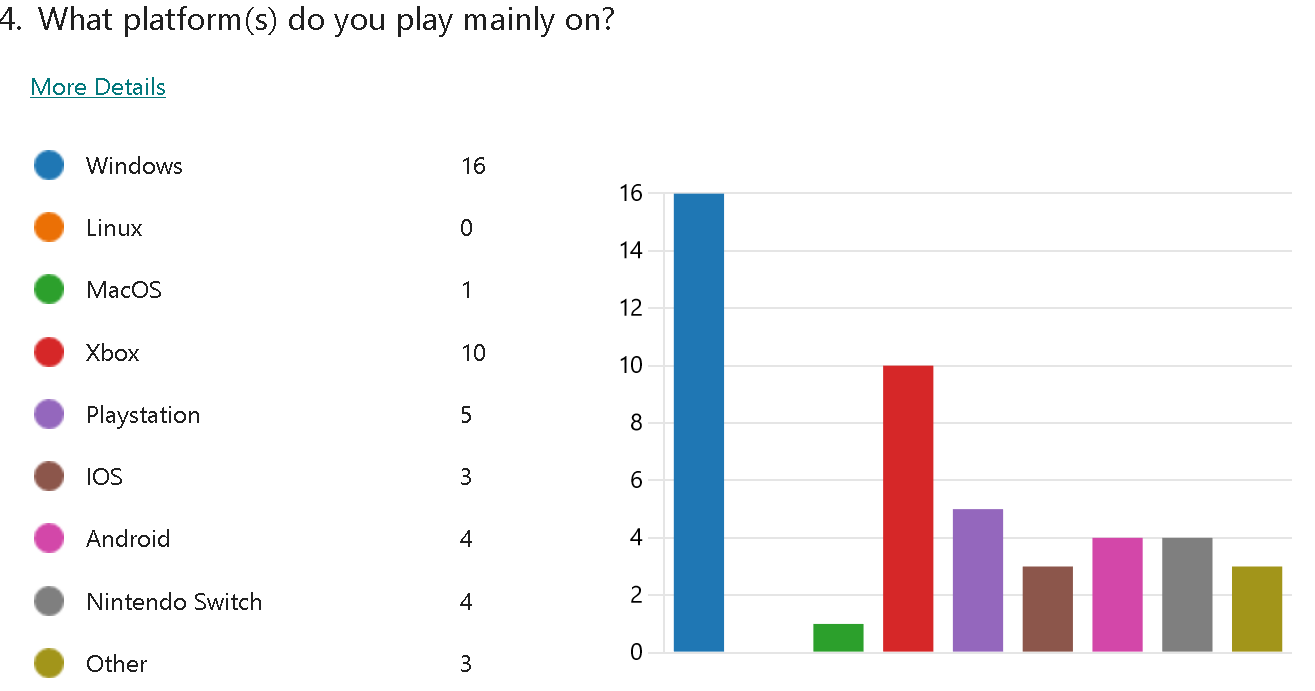 4. What platform(s) do you play mainly on?
More Details
Windows 16
Linux 0
MacOS 1
Xbox 10
Playstation 5
IOS 3
Android 4
Nintendo Switch 4
Other 3
16
14
12
10
8
6
4
2
0